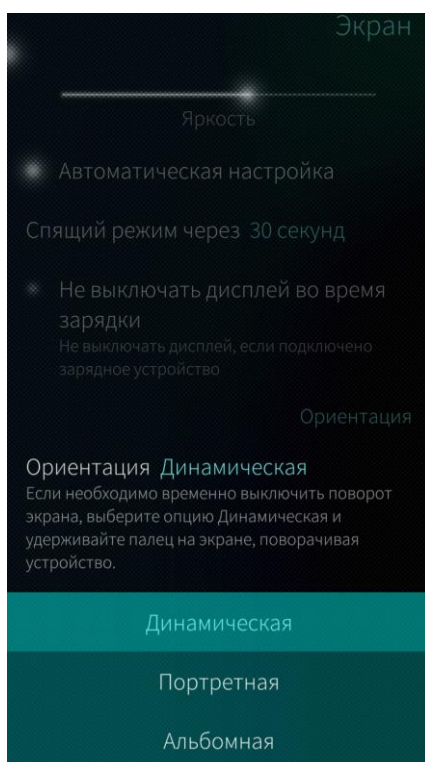 Экран
Яркость
Автоматическая настройка
Спящий режим через 30 секунд
Не выключать дисплей во время
зарядки
Не выключать дисплей, если подключено
зарядное устройство
Ориентация
Ориентация Динамическая
Если необходимо временно выключить поворот
экрана, выберите опцию Динамическая и
удерживайте палец на экране, поворачивая
устройство.
Динамическая
Портретная
Альбомная